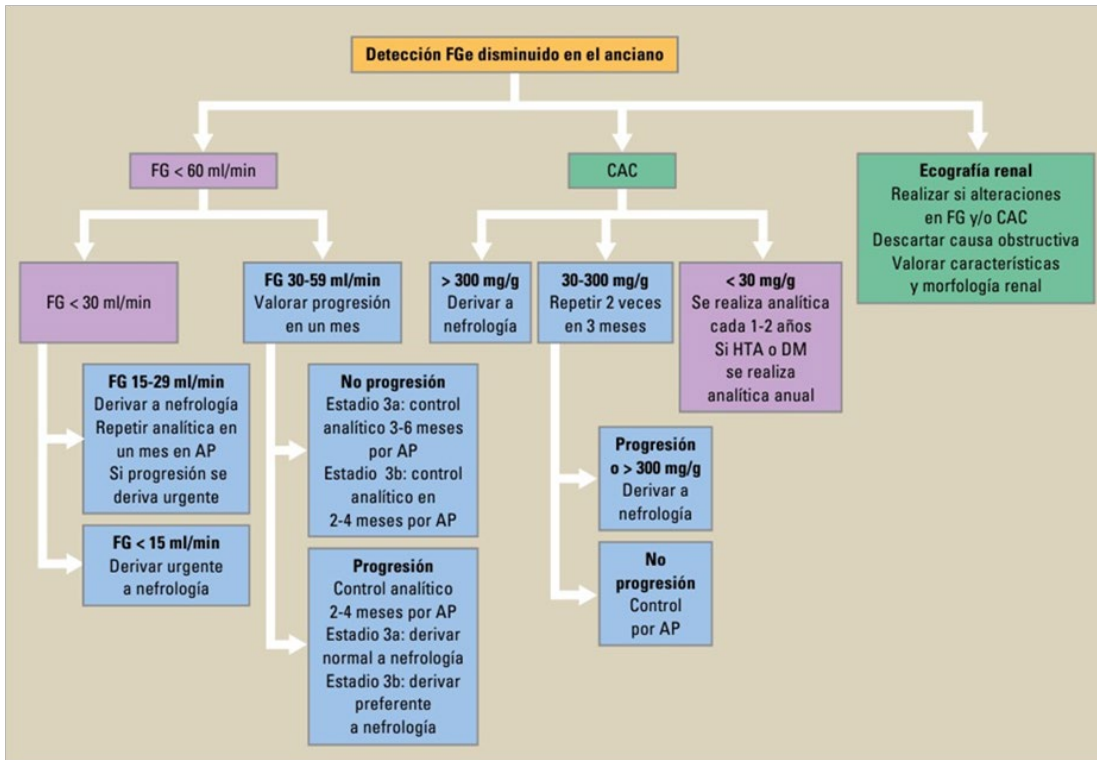 Detección FGe disminuido en el anciano
FG < 60 ml/min
CAC
Ecografía renal
Realizar si alteraciones
en FG y/o CAC
Descartar causa obstructiva
Valorar características
y morfología renal
FG < 30 ml/min
FG 30-59 ml/min
Valorar progresión
en un mes
> 300 mg/g
Derivar a
nefrología
30-300 mg/g
Repetir 2 veces
en 3 meses
< 30 mg/g
Se realiza analítica
cada 1-2 años
Si HTA o DM
se realiza
analítica anual
FG 15-29 ml/min
Derivar a nefrología
Repetir analítica en
un mes en AP
Si progresión se
deriva urgente
FG < 15 ml/min
Derivar urgente
a nefrología
No progresión
Estadio 3a: control
analítico 3-6 meses
por AP
Estadio 3b: control
analítico en
2-4 meses por AP
Progresión
Control analítico
2-4 meses por AP
Estadio 3a: derivar
normal a nefrología
Estadio 3b: derivar
preferente
a nefrología
Progresión
o > 300 mg/g
Derivar a
nefrología
No
progresión
Control
por AP